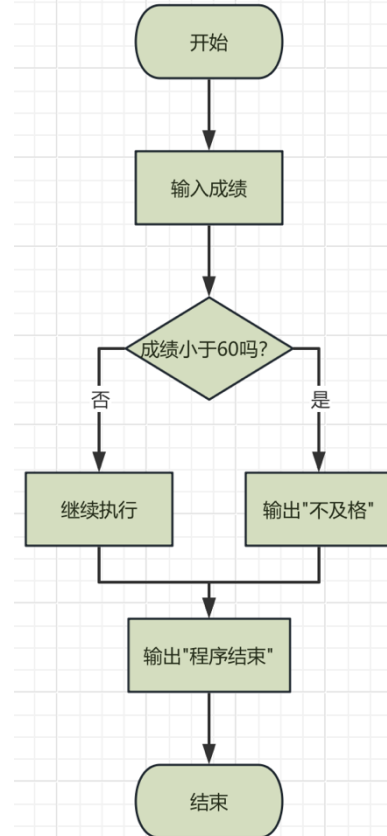 开始
输入成绩
成绩小于60吗?
否
是
继续执行
输出"不及格"
输出"程序结束"
结束